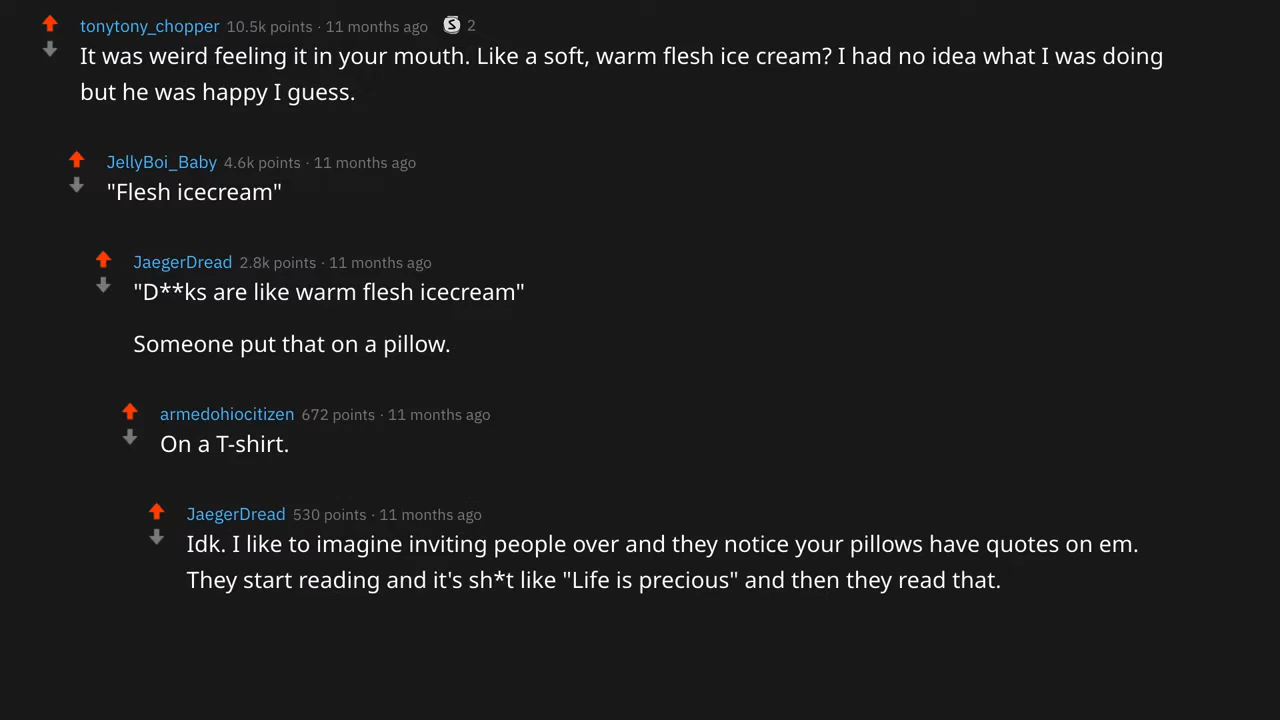 tonytony_chopper 10.5k points · 11 months ago 2
It was weird feeling it in your mouth. Like a soft, warm flesh ice cream? I had no idea what I was doing
but he was happy I guess.
JellyBoi_Baby 4.6k points · 11 months ago
"Flesh icecream"
JaegerDread 2.8k points · 11 months ago
"D**ks are like warm flesh icecream"
Someone put that on a pillow.
armedohiocitizen 672 points · 11 months ago
On a T-shirt.
JaegerDread 530 points · 11 months ago
Idk. I like to imagine inviting people over and they notice your pillows have quotes on em.
They start reading and it's sh*t like "Life is precious" and then they read that.